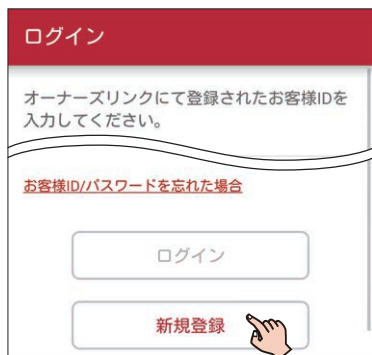 ログイン
オーナーズリンクにて登録されたお客様IDを
入力してください。
お客様ID/パスワードを忘れた場合
ログイン
新規登録